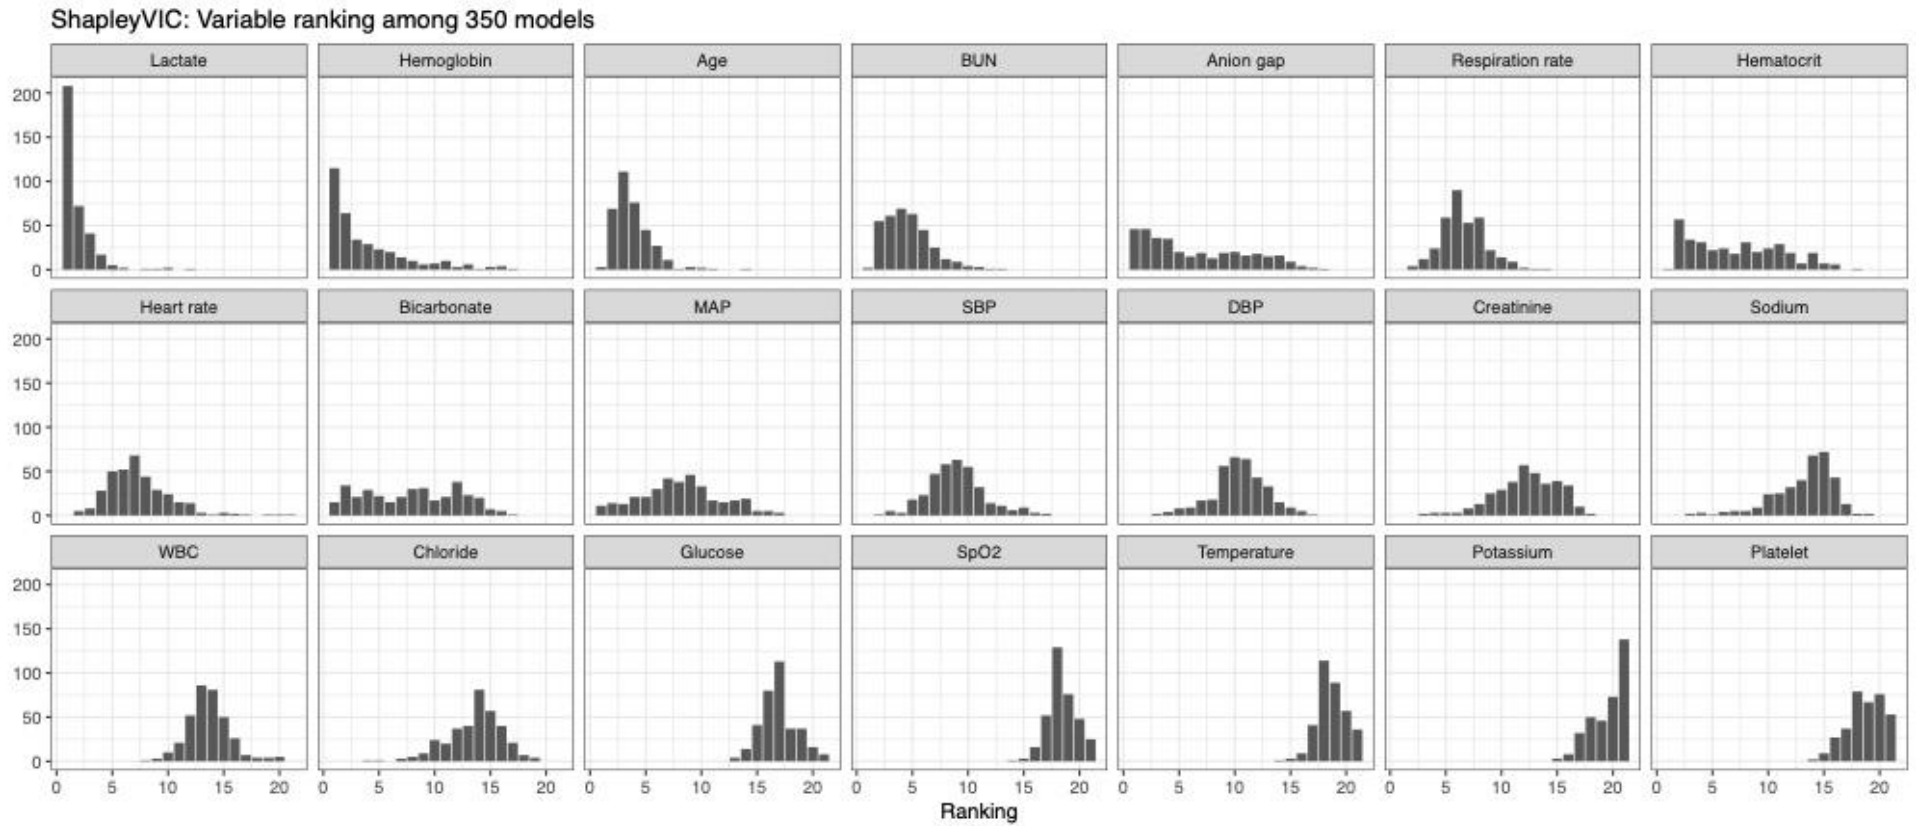 ShapleyVIC: Variable ranking among 350 models
Lactate Hemoglobin Age BUN Anion gap Respiration rate Hematocrit
200
150
100
50
0
Heart rate Bicarbonate MAP SBP DBP Creatinine Sodium
200
150
100
50
0
WBC Chloride Glucose SpO2 Temperature Potassium Platelet
200
150
100
50
0
0 5 10 15 20 0 5 10 15 20 0 5 10 15 20 0 5 10 15 20 0 5 10 15 20 0 5 10 15 20 0 5 10 15 20
Ranking